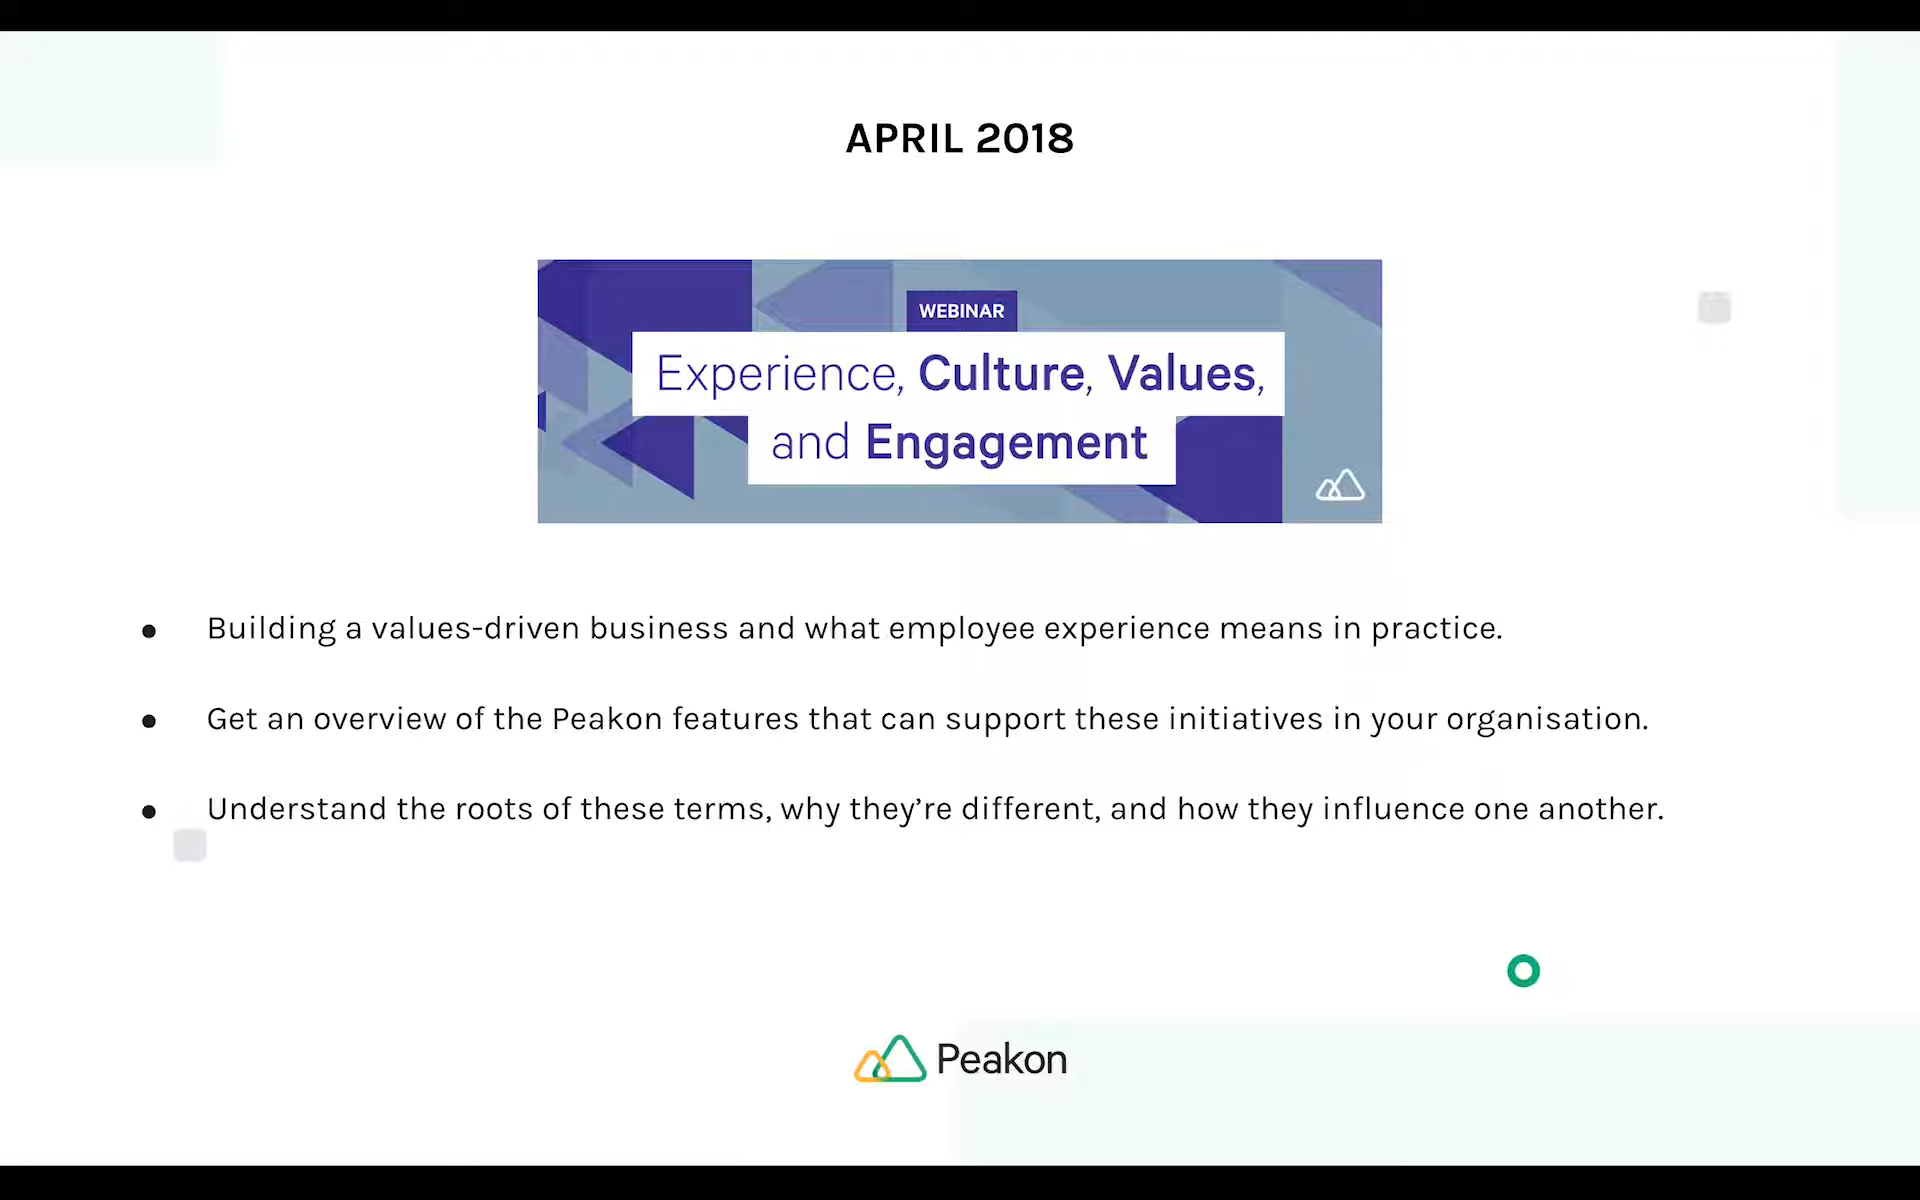 APRIL 2018
WEBINAR
Experience, Culture, Values,
and Engagement
● Building a values-driven business and what employee experience means in practice.
● Get an overview of the Peakon features that can support these initiatives in your organisation.
● Understand the roots of these terms, why they’re different, and how they influence one another.
Peakon